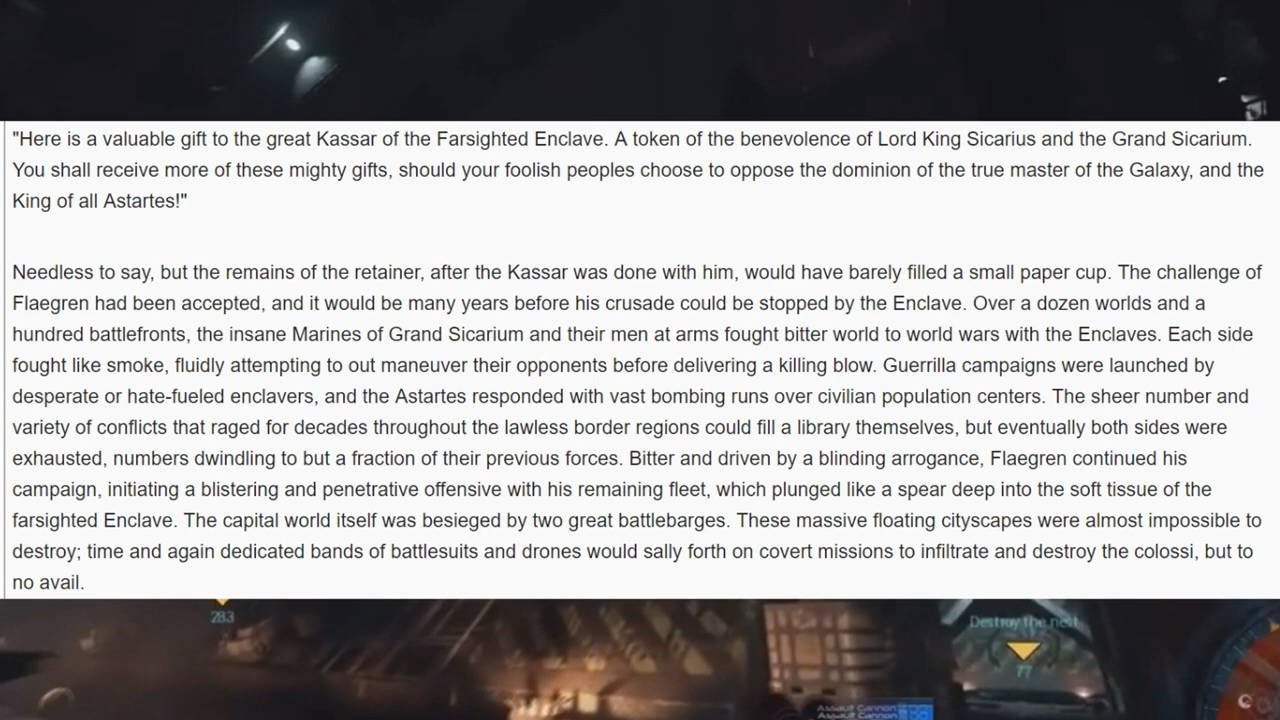 "Here is a valuable gift to the great Kassar of the Farsighted Enclave. A token of the benevolence of Lord King Sicarius and the Grand Sicarium.
You shall receive more of these mighty gifts, should your foolish peoples choose to oppose the dominion of the true master of the Galaxy, and the
King of all Astartes!"
Needless to say, but the remains of the retainer, after the Kassar was done with him, would have barely filled a small paper cup. The challenge of
Flaegren had been accepted, and it would be many years before his crusade could be stopped by the Enclave. Over a dozen worlds and a
hundred battlefronts, the insane Marines of Grand Sicarium and their men at arms fought bitter world to world wars with the Enclaves. Each side
fought like smoke, fluidly attempting to out maneuver their opponents before delivering a killing blow. Guerrilla campaigns were launched by
desperate or hate-fueled enclavers, and the Astartes responded with vast bombing runs over civilian population centers. The sheer number and
variety of conflicts that raged for decades throughout the lawless border regions could fill a library themselves, but eventually both sides were
exhausted, numbers dwindling to but a fraction of their previous forces. Bitter and driven by a blinding arrogance, Flaegren continued his
campaign, initiating a blistering and penetrative offensive with his remaining fleet, which plunged like a spear deep into the soft tissue of the
farsighted Enclave. The capital world itself was besieged by two great battlebarges. These massive floating cityscapes were almost impossible to
destroy; time and again dedicated bands of battlesuits and drones would sally forth on covert missions to infiltrate and destroy the colossi, but to
no avail.
283
Destroy the nest
77
Assault Cannon
Assault Cannon